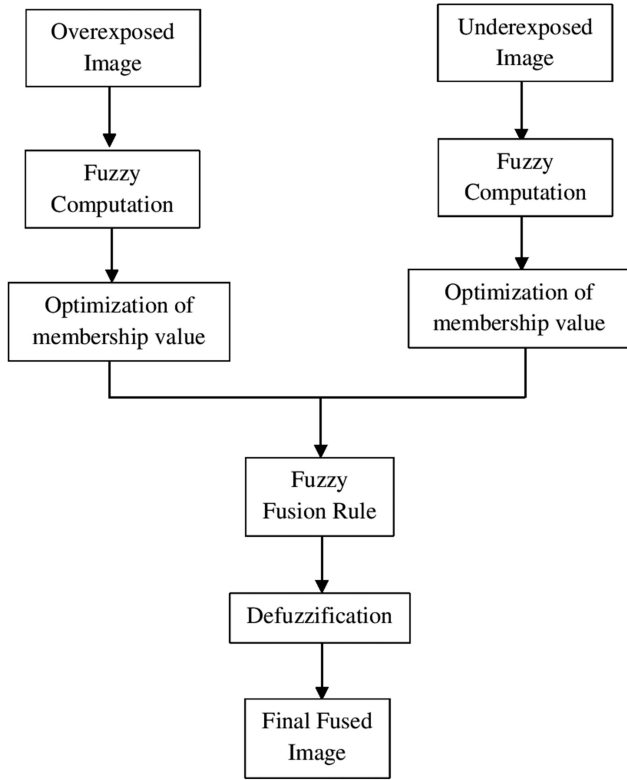 Overexposed
Image
Underexposed
Image
Fuzzy
Computation
Fuzzy
Computation
Optimization of
membership value
Optimization of
membership value
Fuzzy
Fusion Rule
Defuzzification
Final Fused
Image